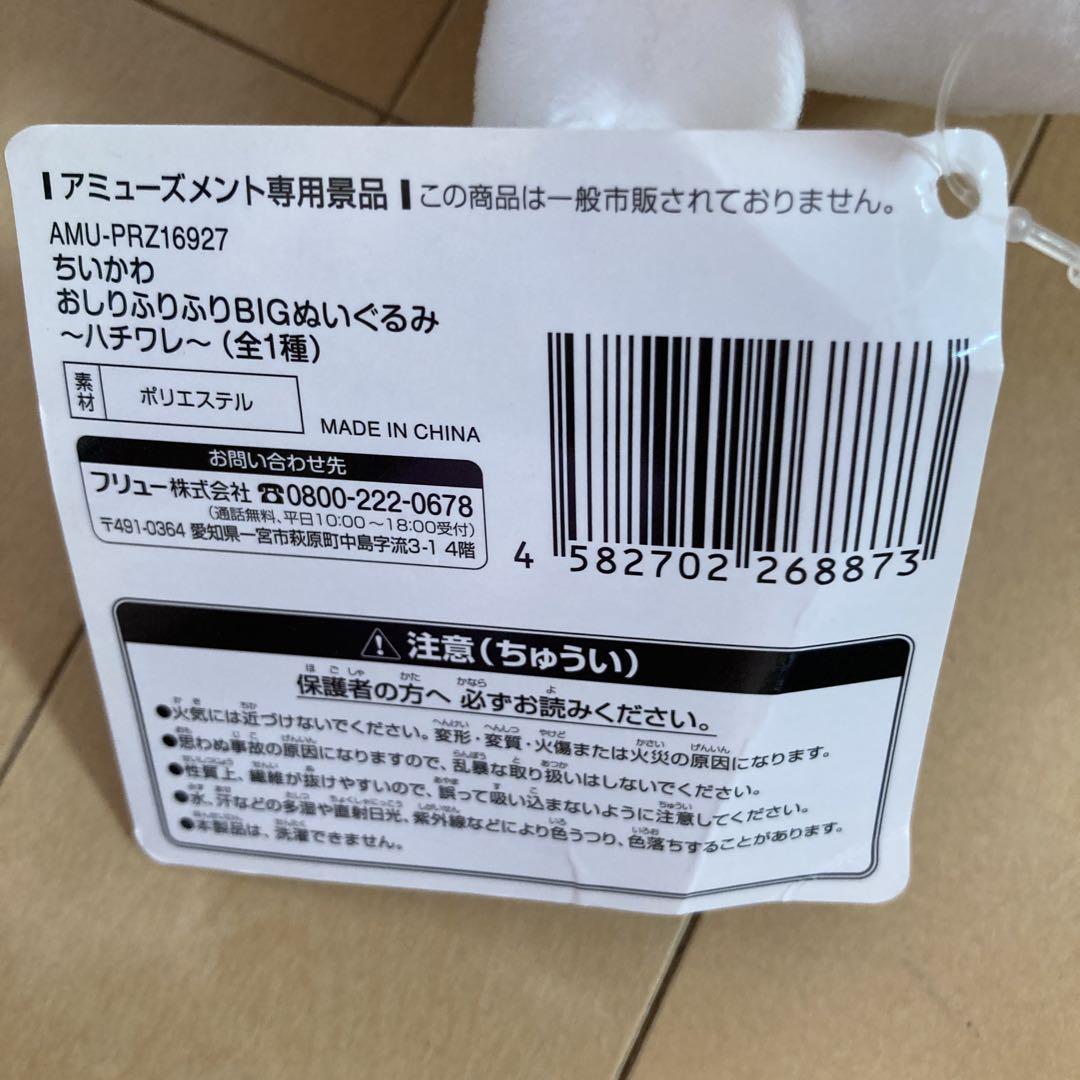 アミューズメント専用景品 この商品は一般市販されておりません。
AMU-PRZ16927
ちいかわ
おしりふりふりBIGぬいぐるみ
～ハチワレ～(全1種)
素材 ポリエステル
MADE IN CHINA
お問い合わせ先
フリュー株式会社 ☎0800-222-0678
(通話無料、平日10:00～18:00受付)
〒491-0364 愛知県一宮市萩原町中島字流3-1 4階
4 582702 268873
注意(ちゅうい)
保護者の方へ 必ずお読みください。
●火気には近づけないでください。変形・変質・火傷または火災の原因になります。
●思わぬ事故の原因になりますので、乱暴な取り扱いはしないでください。
●性質上、繊維が抜けやすいので、誤って吸い込まないように注意してください。
●水、汗などの多湿や直射日光、紫外線などにより色うつり、色落ちすることがあります。
●本製品は、洗濯できません。